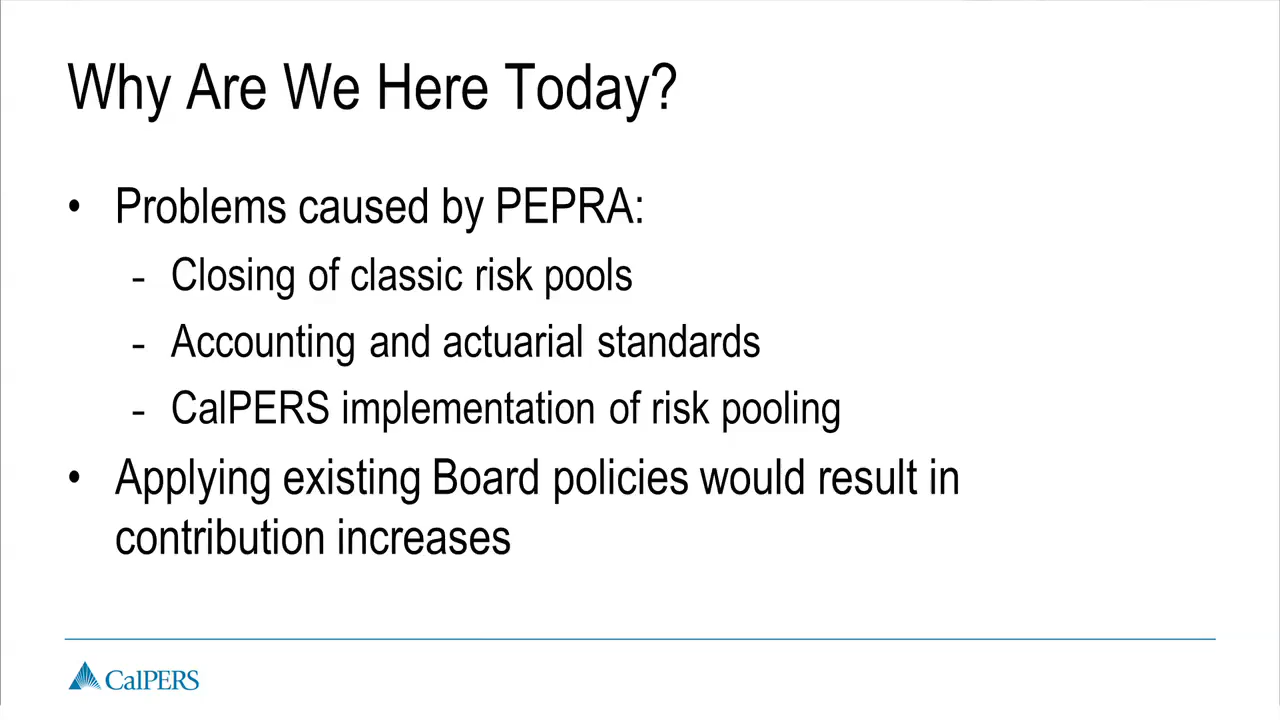 Why Are We Here Today?
• Problems caused by PEPRA:
- Closing of classic risk pools
- Accounting and actuarial standards
- CalPERS implementation of risk pooling
• Applying existing Board policies would result in
contribution increases
CalPERS